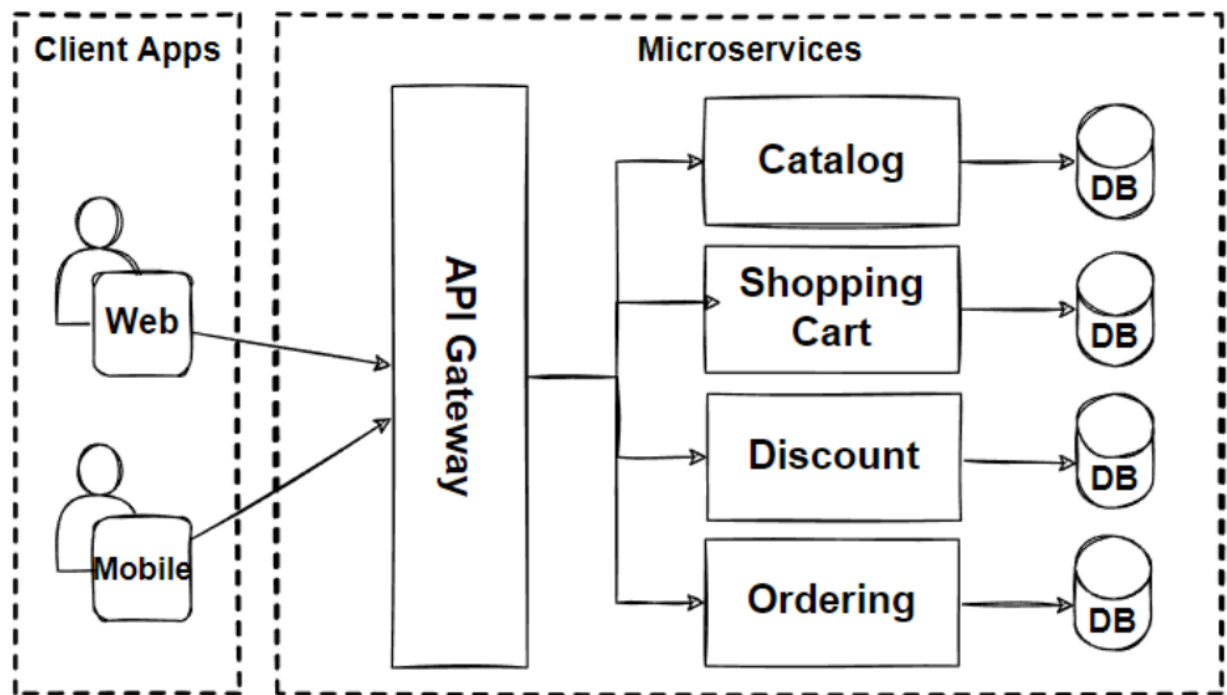 Client Apps
Microservices
Web
Mobile
API Gateway
Catalog
DB
Shopping
Cart
DB
Discount
DB
Ordering
DB